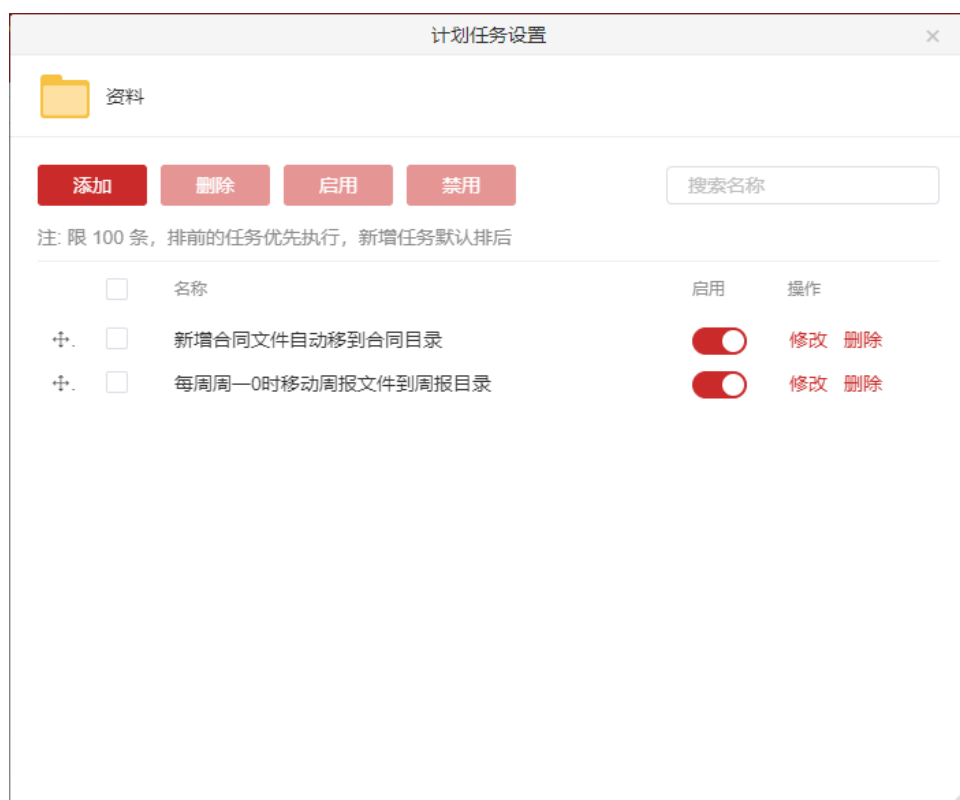 计划任务设置
资料
添加 删除 启用 禁用 搜索名称
注: 限 100 条，排前的任务优先执行，新增任务默认排后
名称 启用 操作
新增合同文件自动移到合同目录 修改 删除
每周周一0时移动周报文件到周报目录 修改 删除